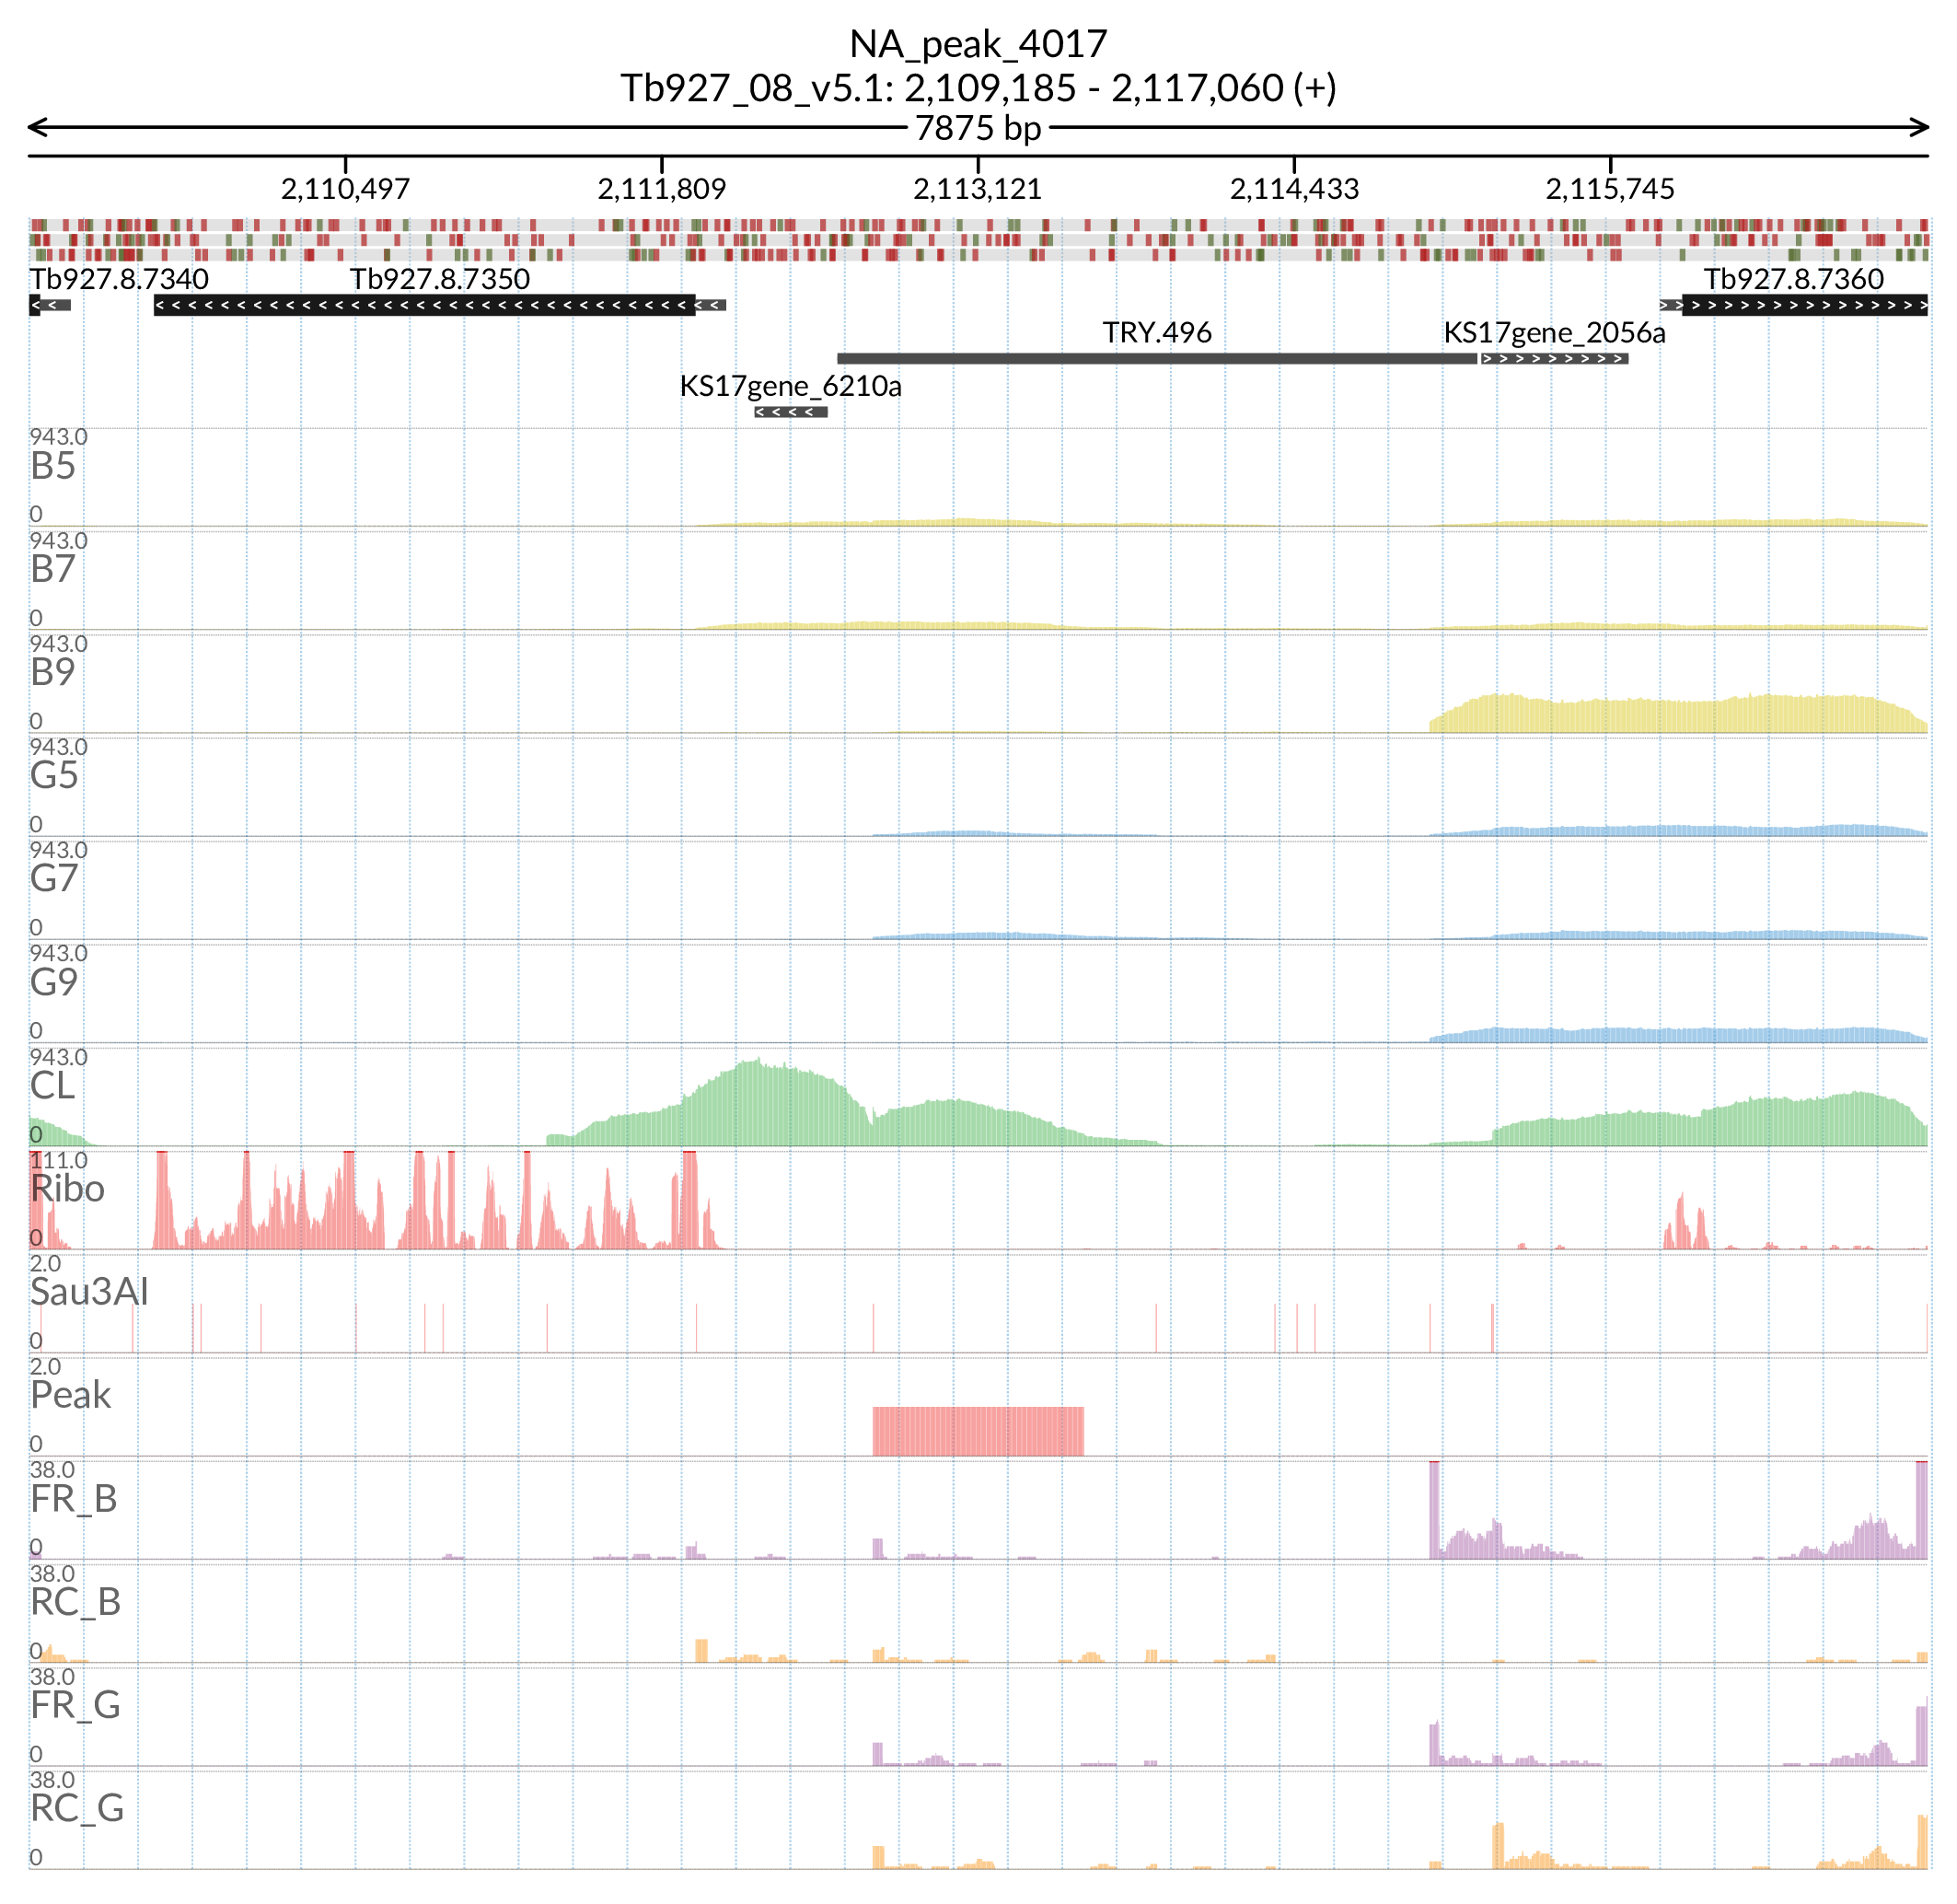 NA_peak_4017
Tb927_08_v5.1: 2,109,185 - 2,117,060 (+)
7875 bp
2,110,497 2,111,809 2,113,121 2,114,433 2,115,745
Tb927.8.7340 Tb927.8.7350 Tb927.8.7360
TRY.496 KS17gene_2056a
KS17gene_6210a
943.0
B5
0
943.0
B7
0
943.0
B9
0
943.0
G5
0
943.0
G7
0
943.0
G9
0
943.0
CL
0
111.0
Ribo
0
2.0
Sau3AI
0
2.0
Peak
0
38.0
FR_B
0
38.0
RC_B
0
38.0
FR_G
0
38.0
RC_G
0